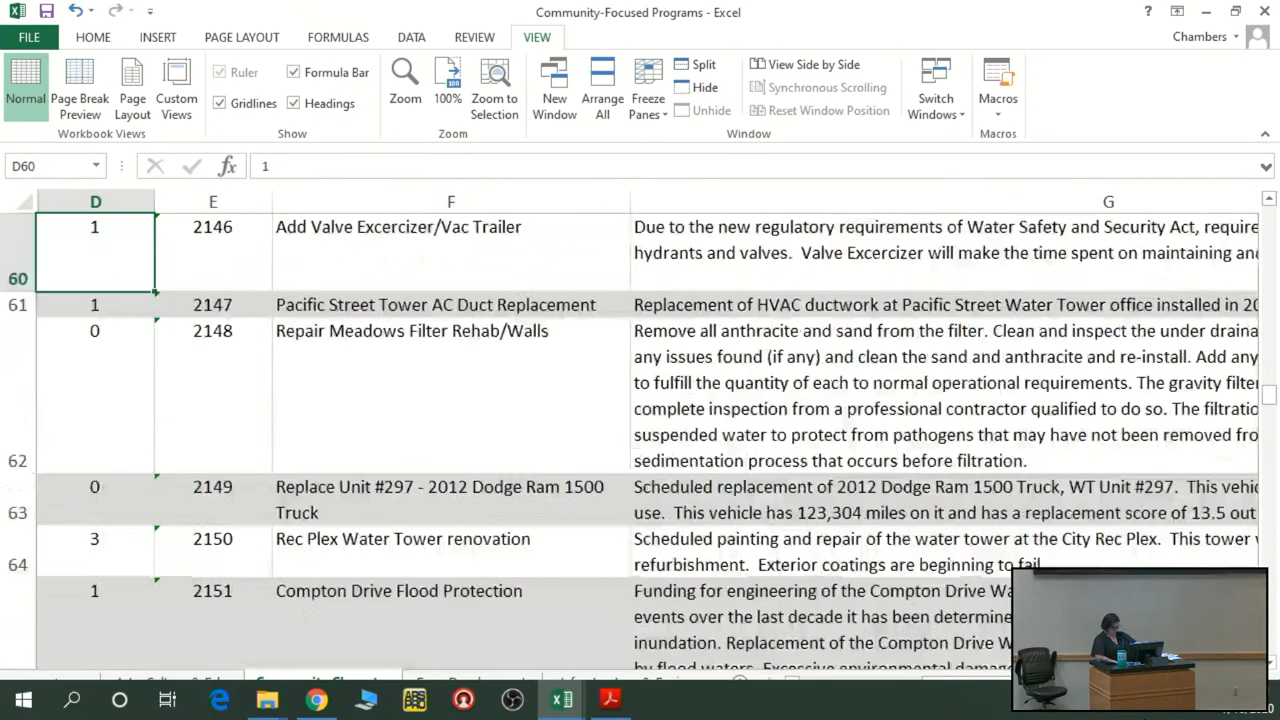 Community-Focused Programs - Excel
FILE HOME INSERT PAGE LAYOUT FORMULAS DATA REVIEW VIEW Chambers
Normal Page Break Preview Page Layout Custom Views
Ruler Formula Bar
Gridlines Headings
Zoom 100% Zoom to Selection
New Window Arrange All Freeze Panes
Split Hide Unhide
View Side by Side
Synchronous Scrolling
Reset Window Position
Switch Windows Macros
Workbook Views Show Zoom Window Macros
D60 fx 1
D E F G
60 1 2146 Add Valve Excercizer/Vac Trailer Due to the new regulatory requirements of Water Safety and Security Act, require
hydrants and valves. Valve Excercizer will make the time spent on maintaining and
61 1 2147 Pacific Street Tower AC Duct Replacement Replacement of HVAC ductwork at Pacific Street Water Tower office installed in 20
62 0 2148 Repair Meadows Filter Rehab/Walls Remove all anthracite and sand from the filter. Clean and inspect the under draina
any issues found (if any) and clean the sand and anthracite and re-install. Add any
to fulfill the quantity of each to normal operational requirements. The gravity filter
complete inspection from a professional contractor qualified to do so. The filtratio
suspended water to protect from pathogens that may have not been removed fro
sedimentation process that occurs before filtration.
63 0 2149 Replace Unit #297 - 2012 Dodge Ram 1500 Truck Scheduled replacement of 2012 Dodge Ram 1500 Truck, WT Unit #297. This vehic
use. This vehicle has 123,304 miles on it and has a replacement score of 13.5 out
64 3 2150 Rec Plex Water Tower renovation Scheduled painting and repair of the water tower at the City Rec Plex. This tower
refurbishment. Exterior coatings are beginning to fail
1 2151 Compton Drive Flood Protection Funding for engineering of the Compton Drive Wa
events over the last decade it has been determine
inundation. Replacement of the Compton Drive W
by flood waters. Excessive environmental damag